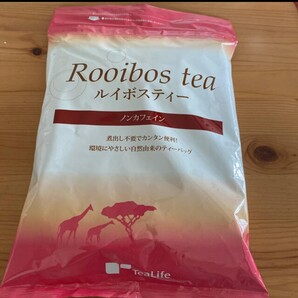 Rooibos tea
ルイボスティー
ノンカフェイン
煮出し不要でカンタン便利!
環境にやさしい自然由来のティーバッグ
TeaLife